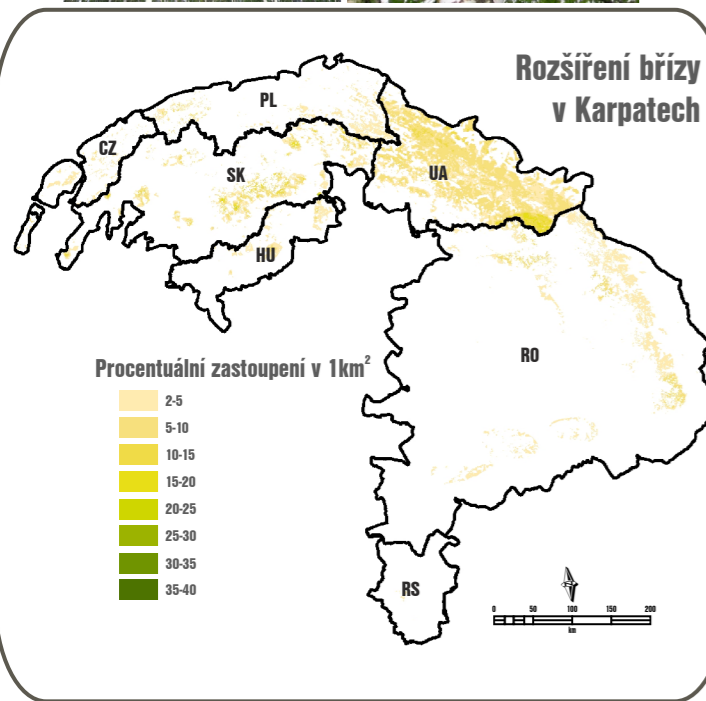 Rozšíření břízy
v Karpatech
PL
CZ
SK
UA
HU
RO
RS
Procentuální zastoupení v 1km²
2-5
5-10
10-15
15-20
20-25
25-30
30-35
35-40
0 50 100 150 200
km